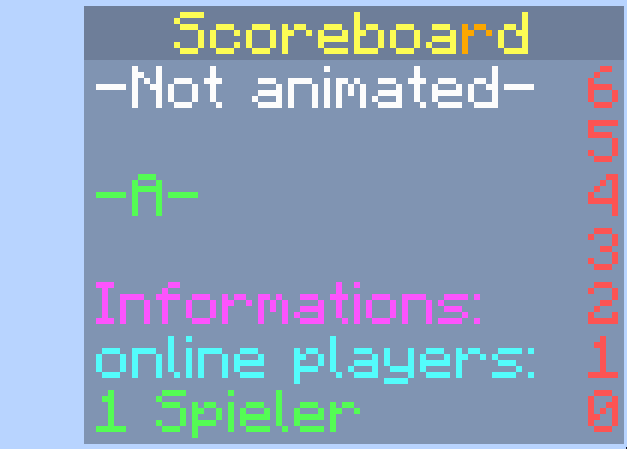 Scoreboard
-Not animated- 6
5
-A- 4
3
Informations: 2
online players: 1
1 Spieler 0